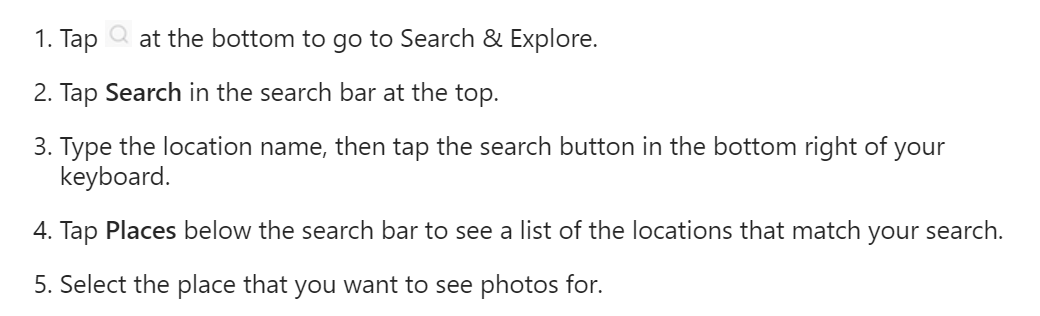 1. Tap at the bottom to go to Search & Explore.
2. Tap Search in the search bar at the top.
3. Type the location name, then tap the search button in the bottom right of your
keyboard.
4. Tap Places below the search bar to see a list of the locations that match your search.
5. Select the place that you want to see photos for.